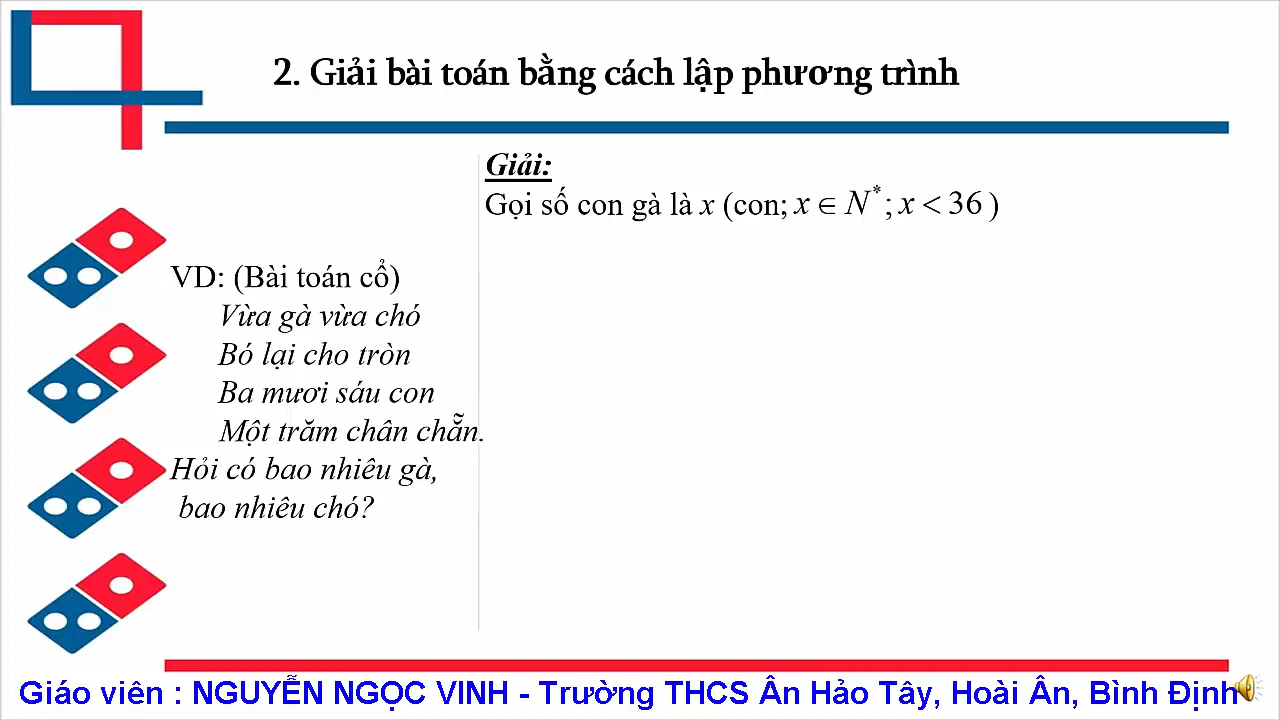 2. Giải bài toán bằng cách lập phương trình
Giải:
Gọi số con gà là x (con; x ∈ N*; x < 36 )
VD: (Bài toán cổ)
Vừa gà vừa chó
Bó lại cho tròn
Ba mươi sáu con
Một trăm chân chẵn.
Hỏi có bao nhiêu gà,
bao nhiêu chó?
Giáo viên : NGUYỄN NGỌC VINH - Trường THCS Ân Hảo Tây, Hoài Ân, Bình Định